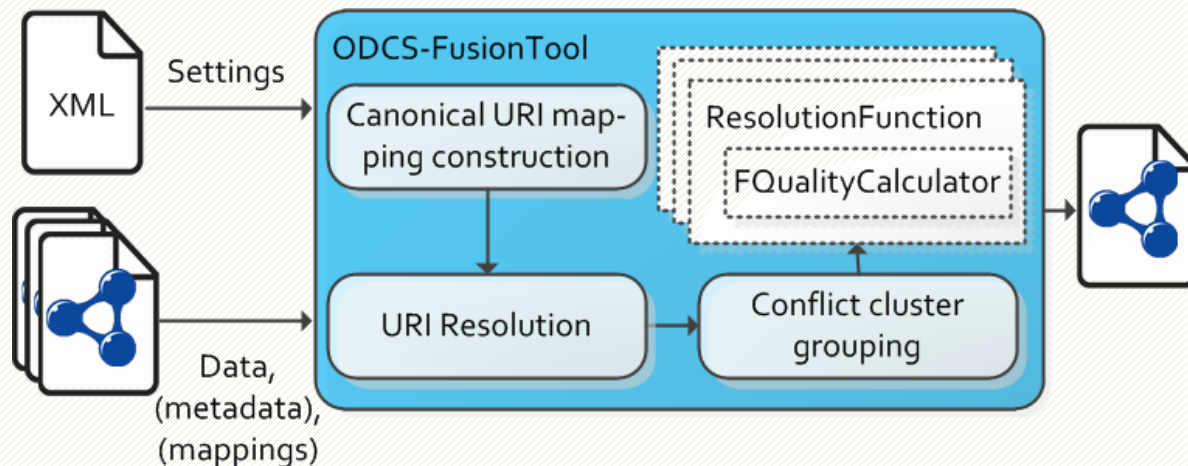 XML
Settings
ODCS-FusionTool
Canonical URI map-
ping construction
ResolutionFunction
FQualityCalculator
URI Resolution
Conflict cluster
grouping
Data,
(metadata),
(mappings)